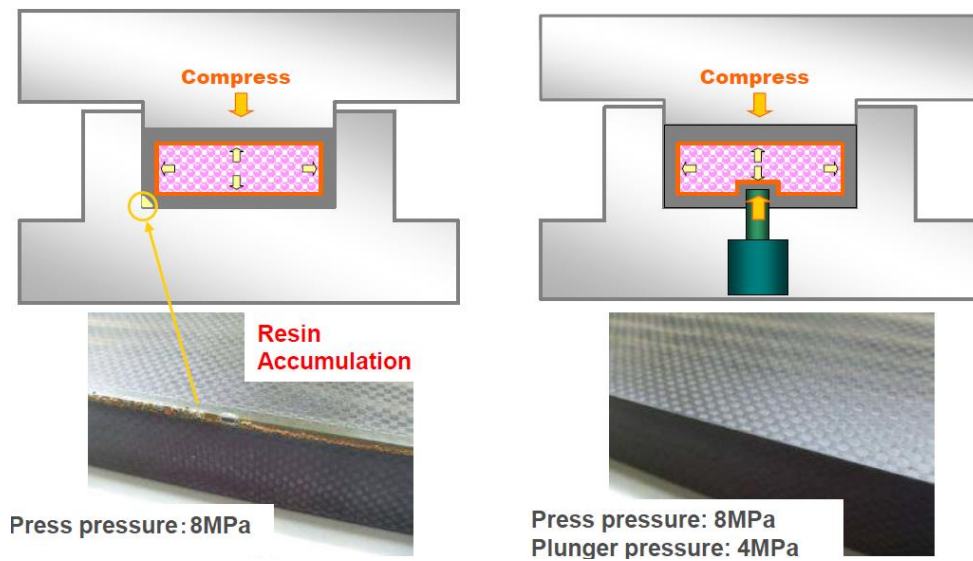 Compress
Compress
Resin
Accumulation
Press pressure: 8MPa
Press pressure: 8MPa
Plunger pressure: 4MPa